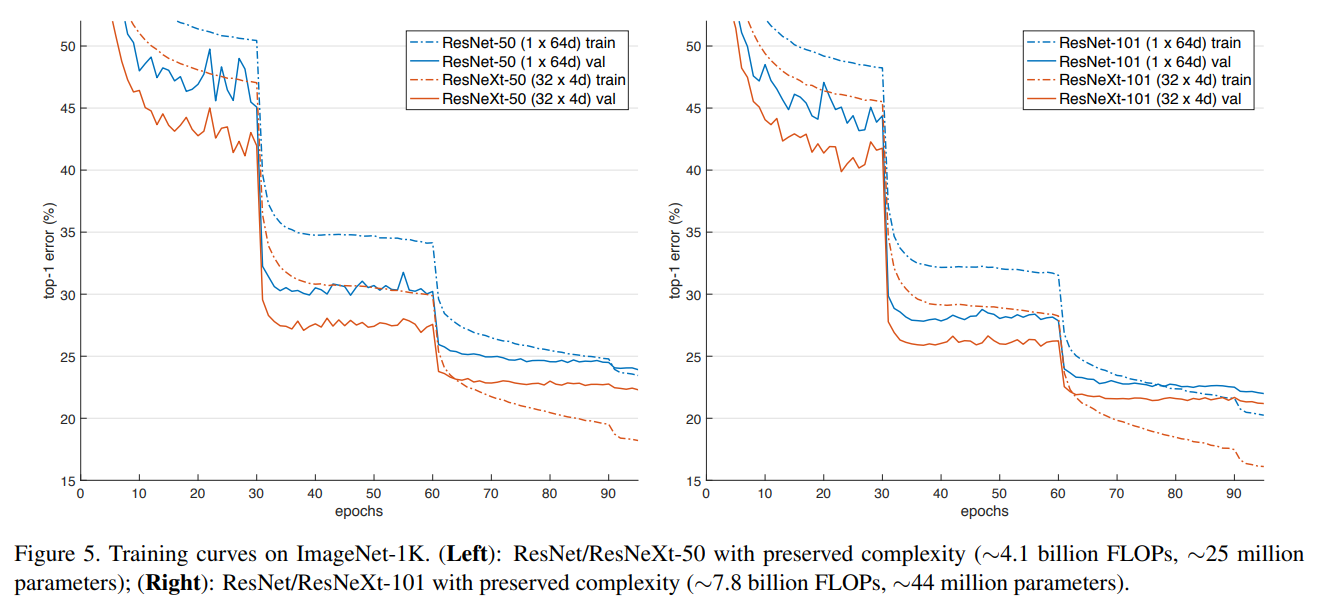 50
45
40
35
30
25
20
15
0
10
20
30
40
50
60
70
80
90
epochs
top-1 error (%)
ResNet-50 (1 x 64d) train
ResNet-50 (1 x 64d) val
ResNeXt-50 (32 x 4d) train
ResNeXt-50 (32 x 4d) val
50
45
40
35
30
25
20
15
0
10
20
30
40
50
60
70
80
90
epochs
top-1 error (%)
ResNet-101 (1 x 64d) train
ResNet-101 (1 x 64d) val
ResNeXt-101 (32 x 4d) train
ResNeXt-101 (32 x 4d) val
Figure 5. Training curves on ImageNet-1K. (Left): ResNet/ResNeXt-50 with preserved complexity (∼4.1 billion FLOPs, ∼25 million
parameters); (Right): ResNet/ResNeXt-101 with preserved complexity (∼7.8 billion FLOPs, ∼44 million parameters).